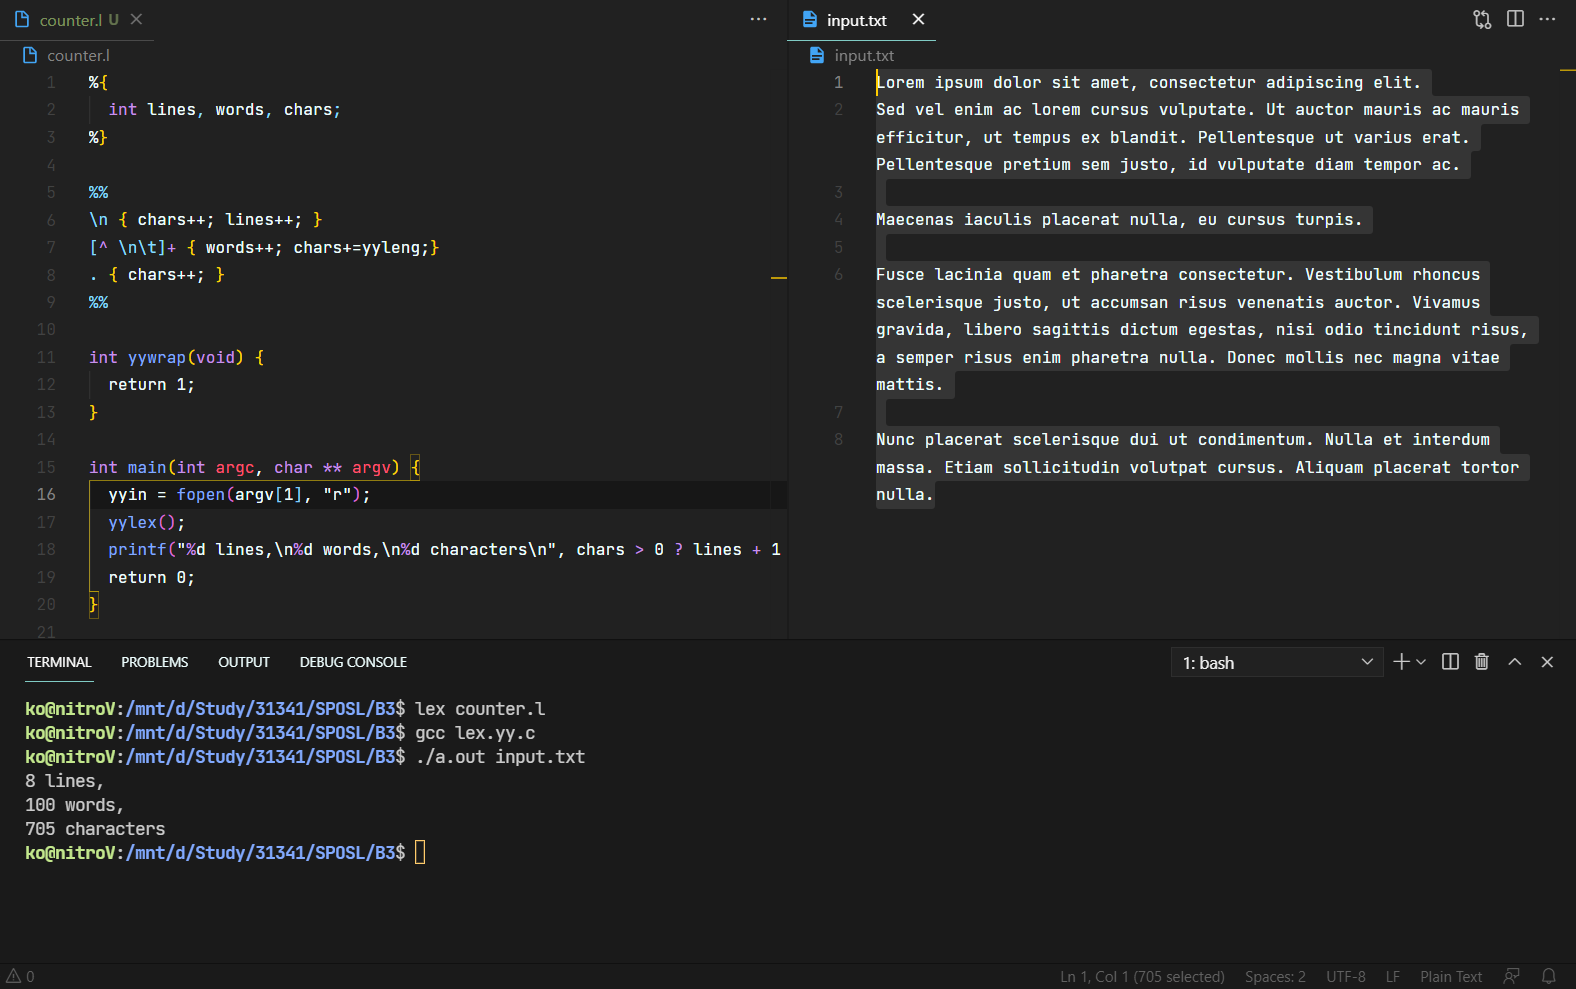 counter.l U
counter.l
1 %{
2 int lines, words, chars;
3 %}
4
5 %%
6 \n { chars++; lines++; }
7 [^ \n\t]+ { words++; chars+=yyleng;}
8 . { chars++; }
9 %%
10
11 int yywrap(void) {
12 return 1;
13 }
14
15 int main(int argc, char ** argv) {
16 yyin = fopen(argv[1], "r");
17 yylex();
18 printf("%d lines,\n%d words,\n%d characters\n", chars > 0 ? lines + 1
19 return 0;
20 }
21
input.txt
input.txt
1 Lorem ipsum dolor sit amet, consectetur adipiscing elit.
2 Sed vel enim ac lorem cursus vulputate. Ut auctor mauris ac mauris
efficitur, ut tempus ex blandit. Pellentesque ut varius erat.
Pellentesque pretium sem justo, id vulputate diam tempor ac.
3
4 Maecenas iaculis placerat nulla, eu cursus turpis.
5
6 Fusce lacinia quam et pharetra consectetur. Vestibulum rhoncus
scelerisque justo, ut accumsan risus venenatis auctor. Vivamus
gravida, libero sagittis dictum egestas, nisi odio tincidunt risus,
a semper risus enim pharetra nulla. Donec mollis nec magna vitae
mattis.
7
8 Nunc placerat scelerisque dui ut condimentum. Nulla et interdum
massa. Etiam sollicitudin volutpat cursus. Aliquam placerat tortor
nulla.
TERMINAL PROBLEMS OUTPUT DEBUG CONSOLE 1: bash
ko@nitroV:/mnt/d/Study/31341/SPOSL/B3$ lex counter.l
ko@nitroV:/mnt/d/Study/31341/SPOSL/B3$ gcc lex.yy.c
ko@nitroV:/mnt/d/Study/31341/SPOSL/B3$ ./a.out input.txt
8 lines,
100 words,
705 characters
ko@nitroV:/mnt/d/Study/31341/SPOSL/B3$
0 Ln 1, Col 1 (705 selected) Spaces: 2 UTF-8 LF Plain Text